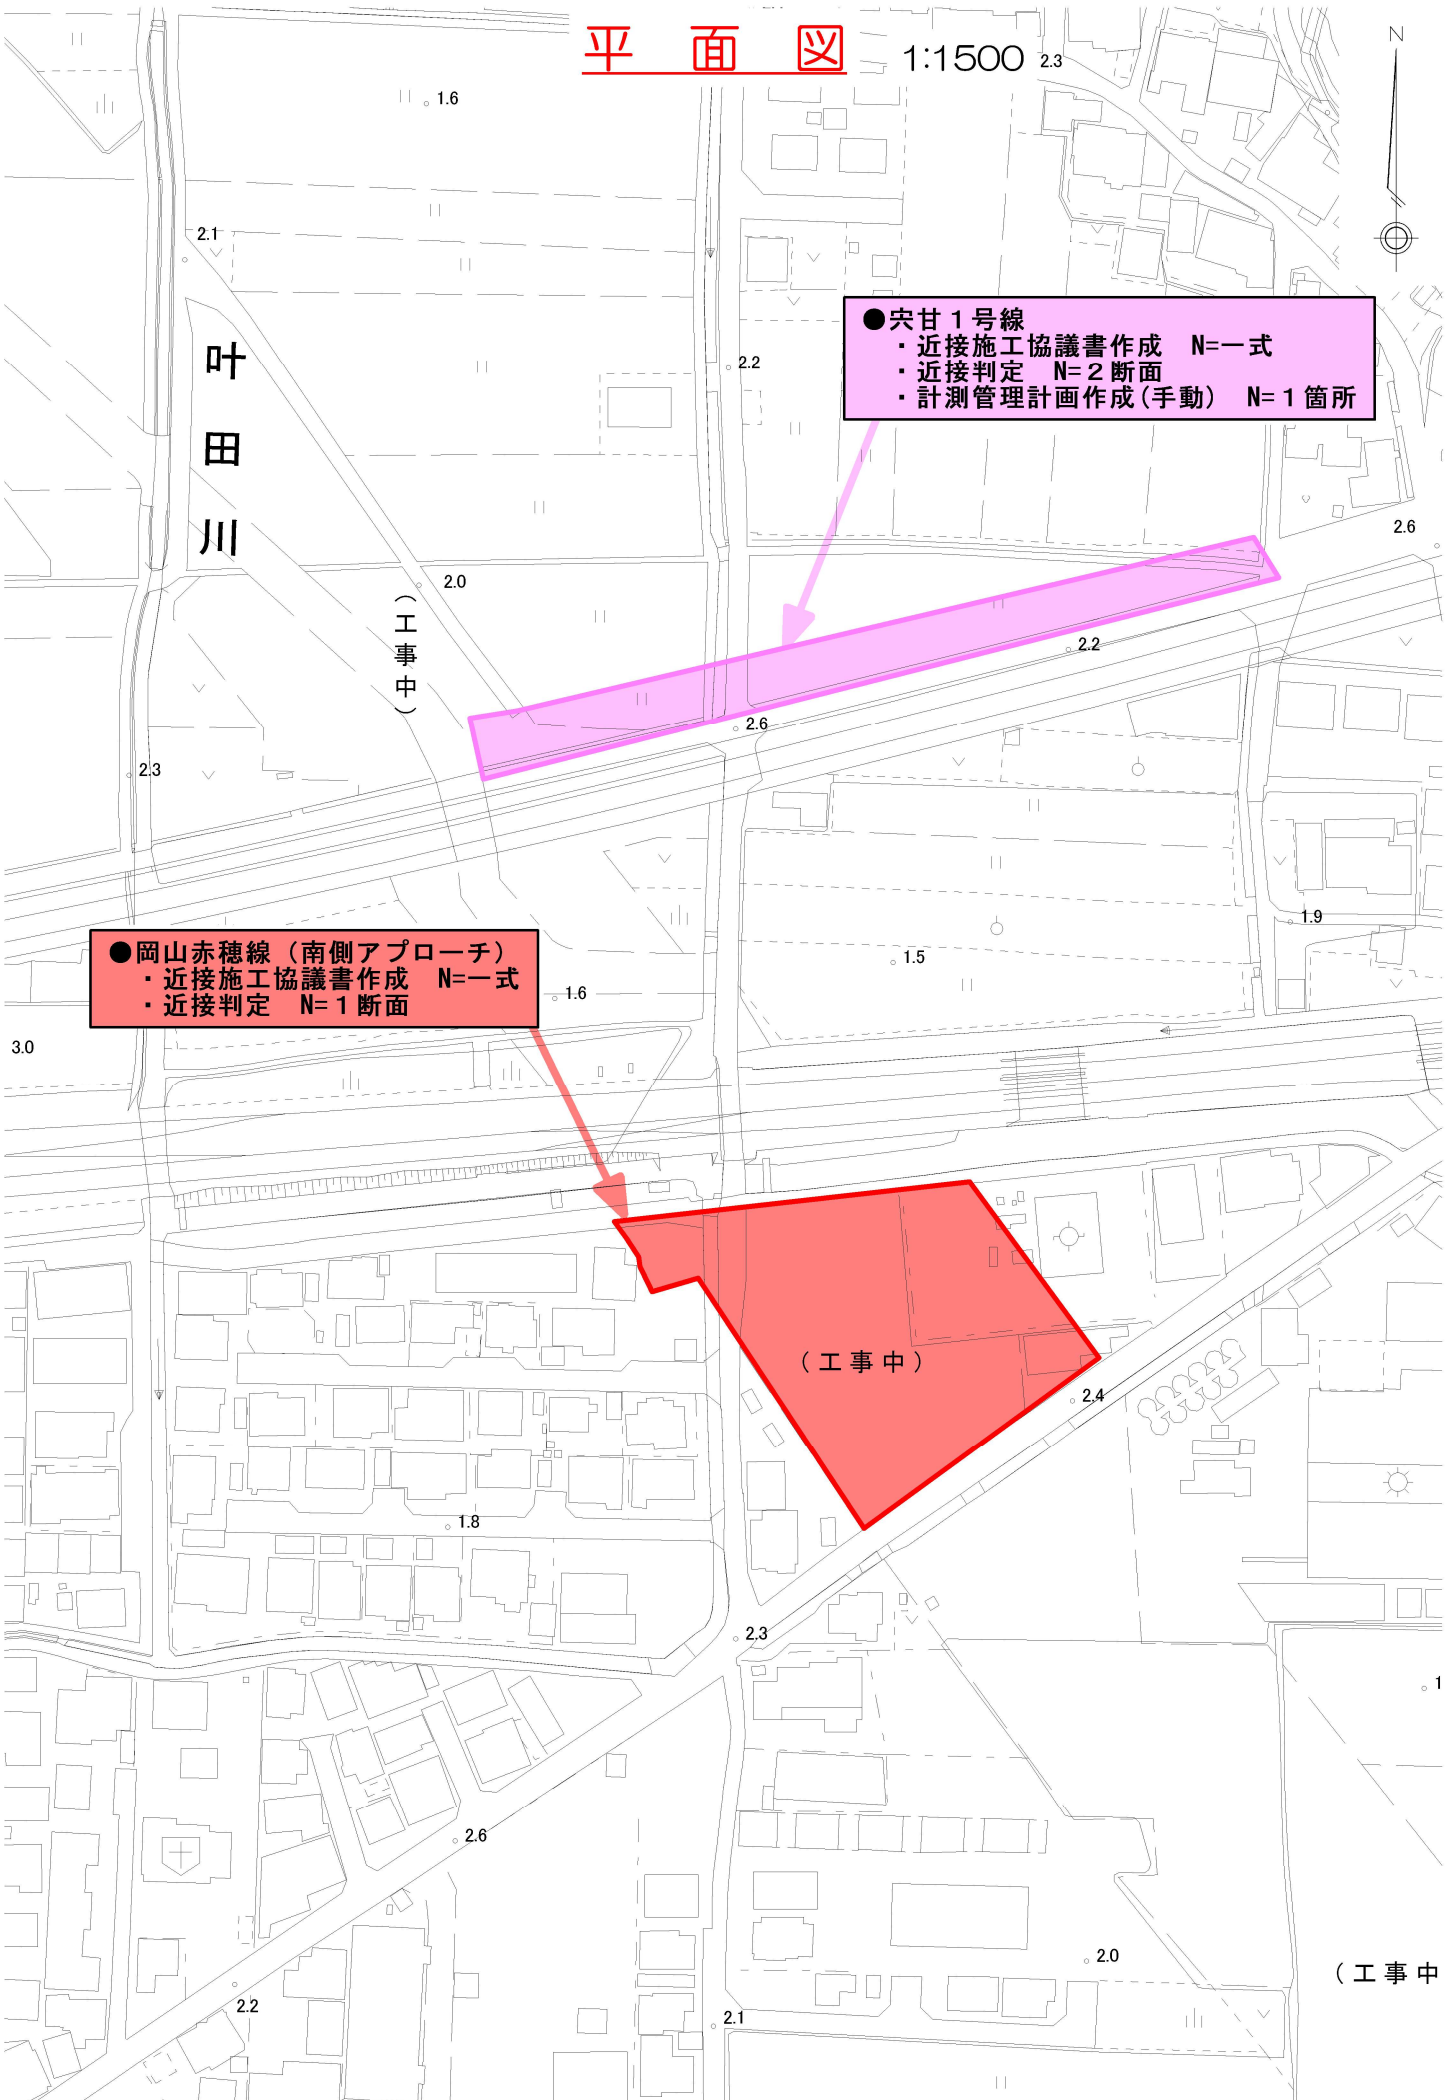 平面図 1:1500
2.3
N
1.6
2.1
●宍甘１号線
・近接施工協議書作成 N=一式
・近接判定 N=２断面
・計測管理計画作成(手動) N=１箇所
2.2
叶田川
2.6
2.0
（工事中）
2.2
2.6
2.3
1.9
●岡山赤穂線（南側アプローチ）
・近接施工協議書作成 N=一式
・近接判定 N=１断面
1.5
1.6
3.0
（工事中）
2.4
1.8
2.3
1
2.6
2.0
（工事中
2.2
2.1